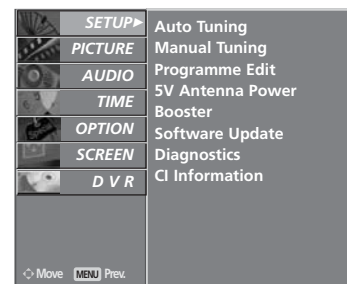 SETUP
PICTURE
AUDIO
TIME
OPTION
SCREEN
D V R
Auto Tuning
Manual Tuning
Programme Edit
5V Antenna Power
Booster
Software Update
Diagnostics
CI Information
Move MENU Prev.